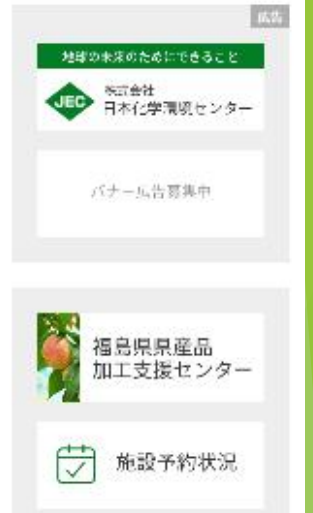 広告
地球の未来のためにできること
JEC
株式会社
日本化学環境センター
バナー広告募集中
福島県県産品
加工支援センター
施設予約状況